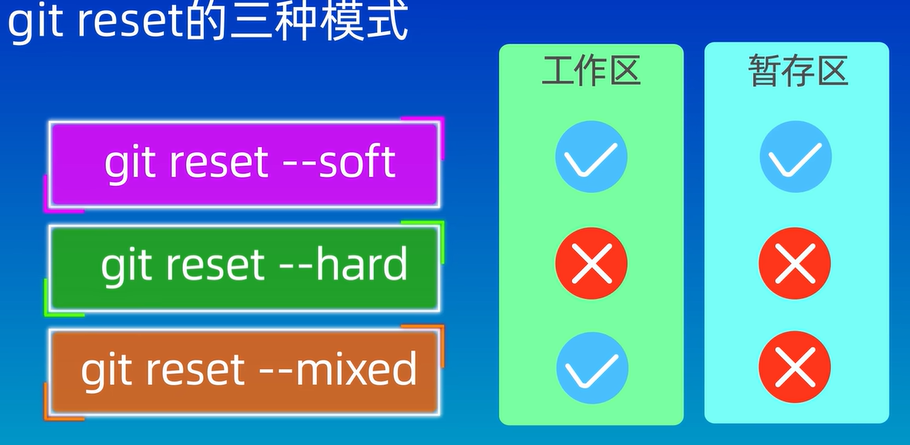 git reset的三种模式
工作区
暂存区
git reset --soft
git reset --hard
git reset --mixed